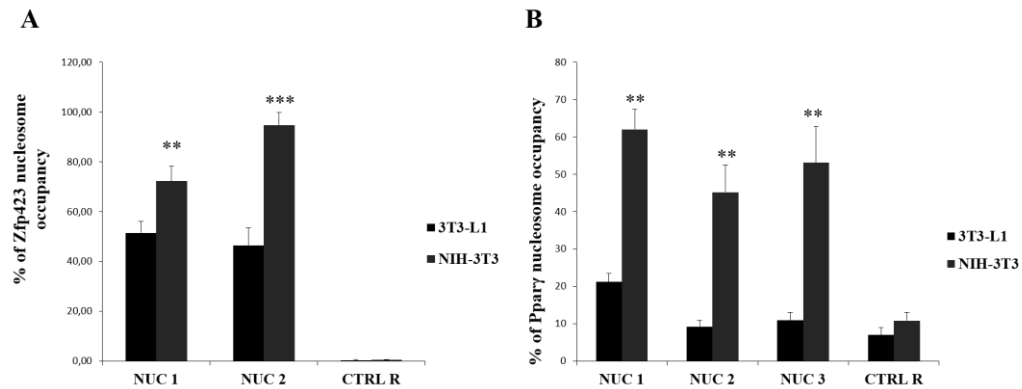 A
% of Zfp423 nucleosome
occupancy
120,00
100,00
80,00
60,00
40,00
20,00
0,00
**
***
NUC 1
NUC 2
CTRL R
3T3-L1
NIH-3T3
B
% of Pparγ nucleosome occupancy
80
70
60
50
40
30
20
10
0
**
**
**
NUC 1
NUC 2
NUC 3
CTRL R
3T3-L1
NIH-3T3